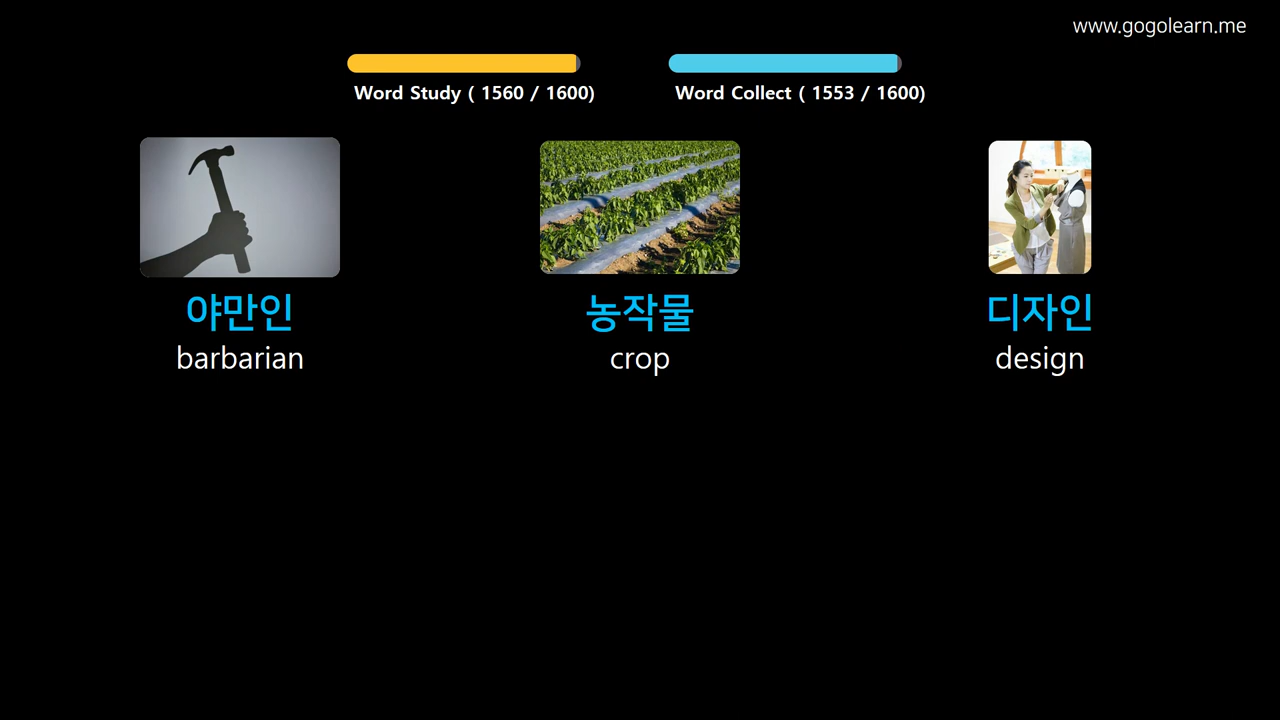 www.gogolearn.me
Word Study ( 1560 / 1600)
Word Collect ( 1553 / 1600)
야만인
barbarian
농작물
crop
디자인
design